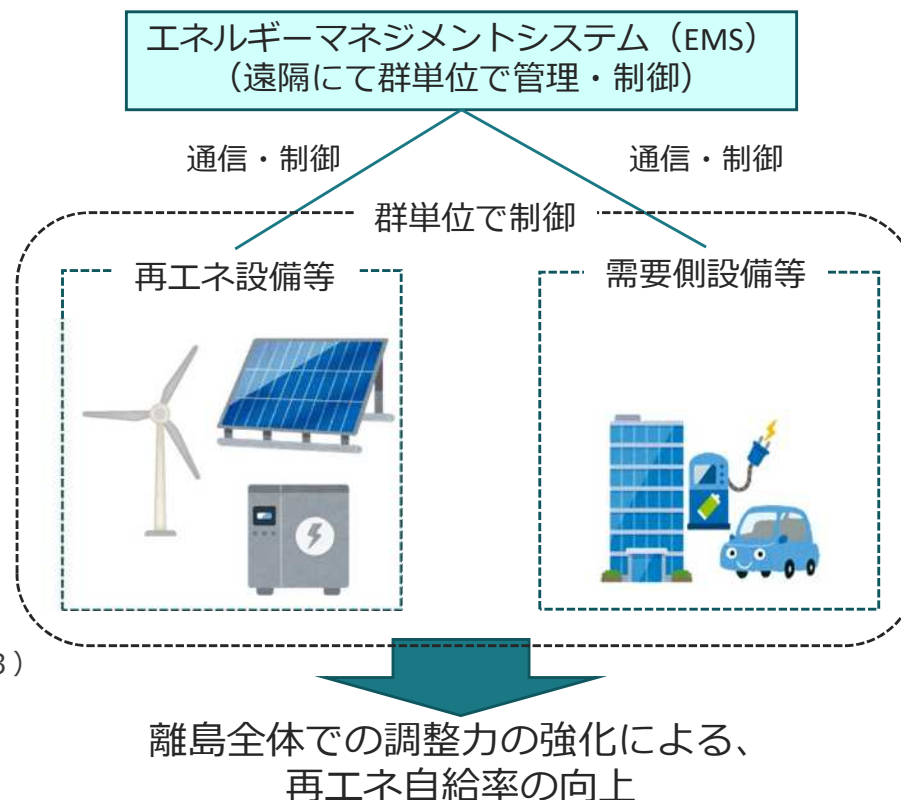 エネルギーマネジメントシステム（EMS）
（遠隔にて群単位で管理・制御）
通信・制御
通信・制御
群単位で制御
再エネ設備等
需要側設備等
3）
離島全体での調整力の強化による、
再エネ自給率の向上